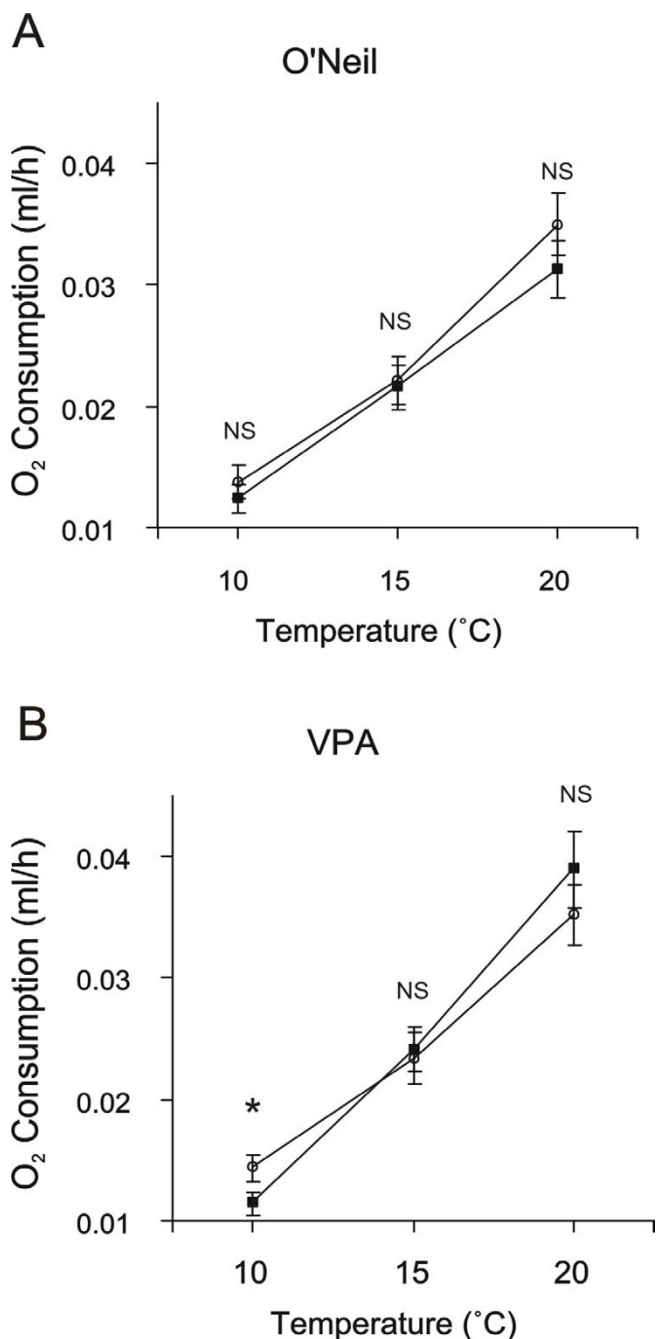 A
O'Neil
O₂ Consumption (ml/h)
0.04
0.03
0.02
0.01
NS
NS
NS
10 15 20
Temperature (˚C)
B
VPA
O₂ Consumption (ml/h)
0.04
0.03
0.02
0.01
*
NS
NS
10 15 20
Temperature (˚C)